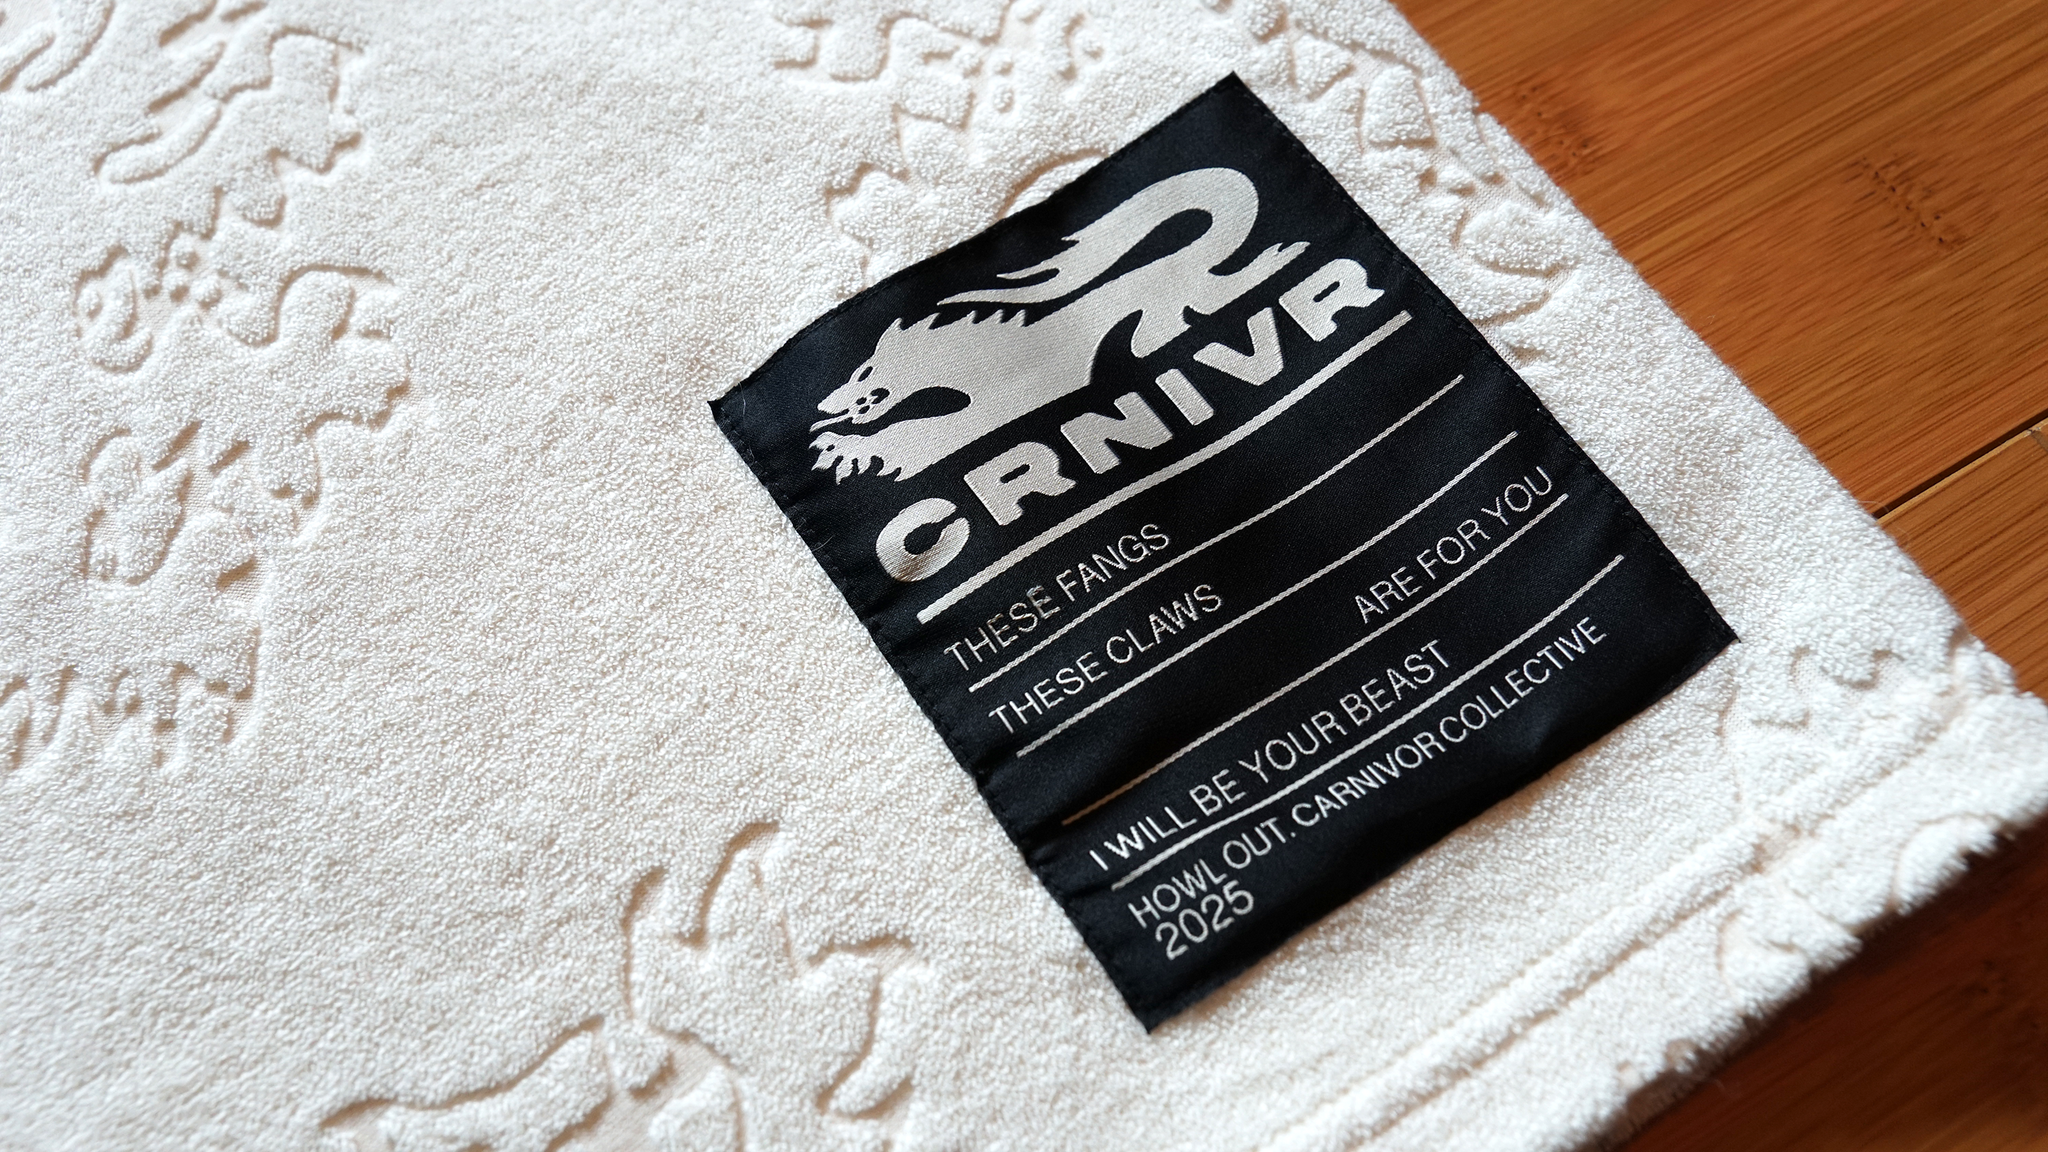 CRNIVR
THESE FANGS
THESE CLAWS
ARE FOR YOU
I WILL BE YOUR BEAST
HOWL OUT. CARNIVOR COLLECTIVE
2025